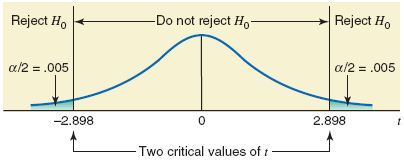 Reject H₀ Do not reject H₀ Reject H₀
α/2 = .005 α/2 = .005
–2.898 0 2.898 t
Two critical values of t